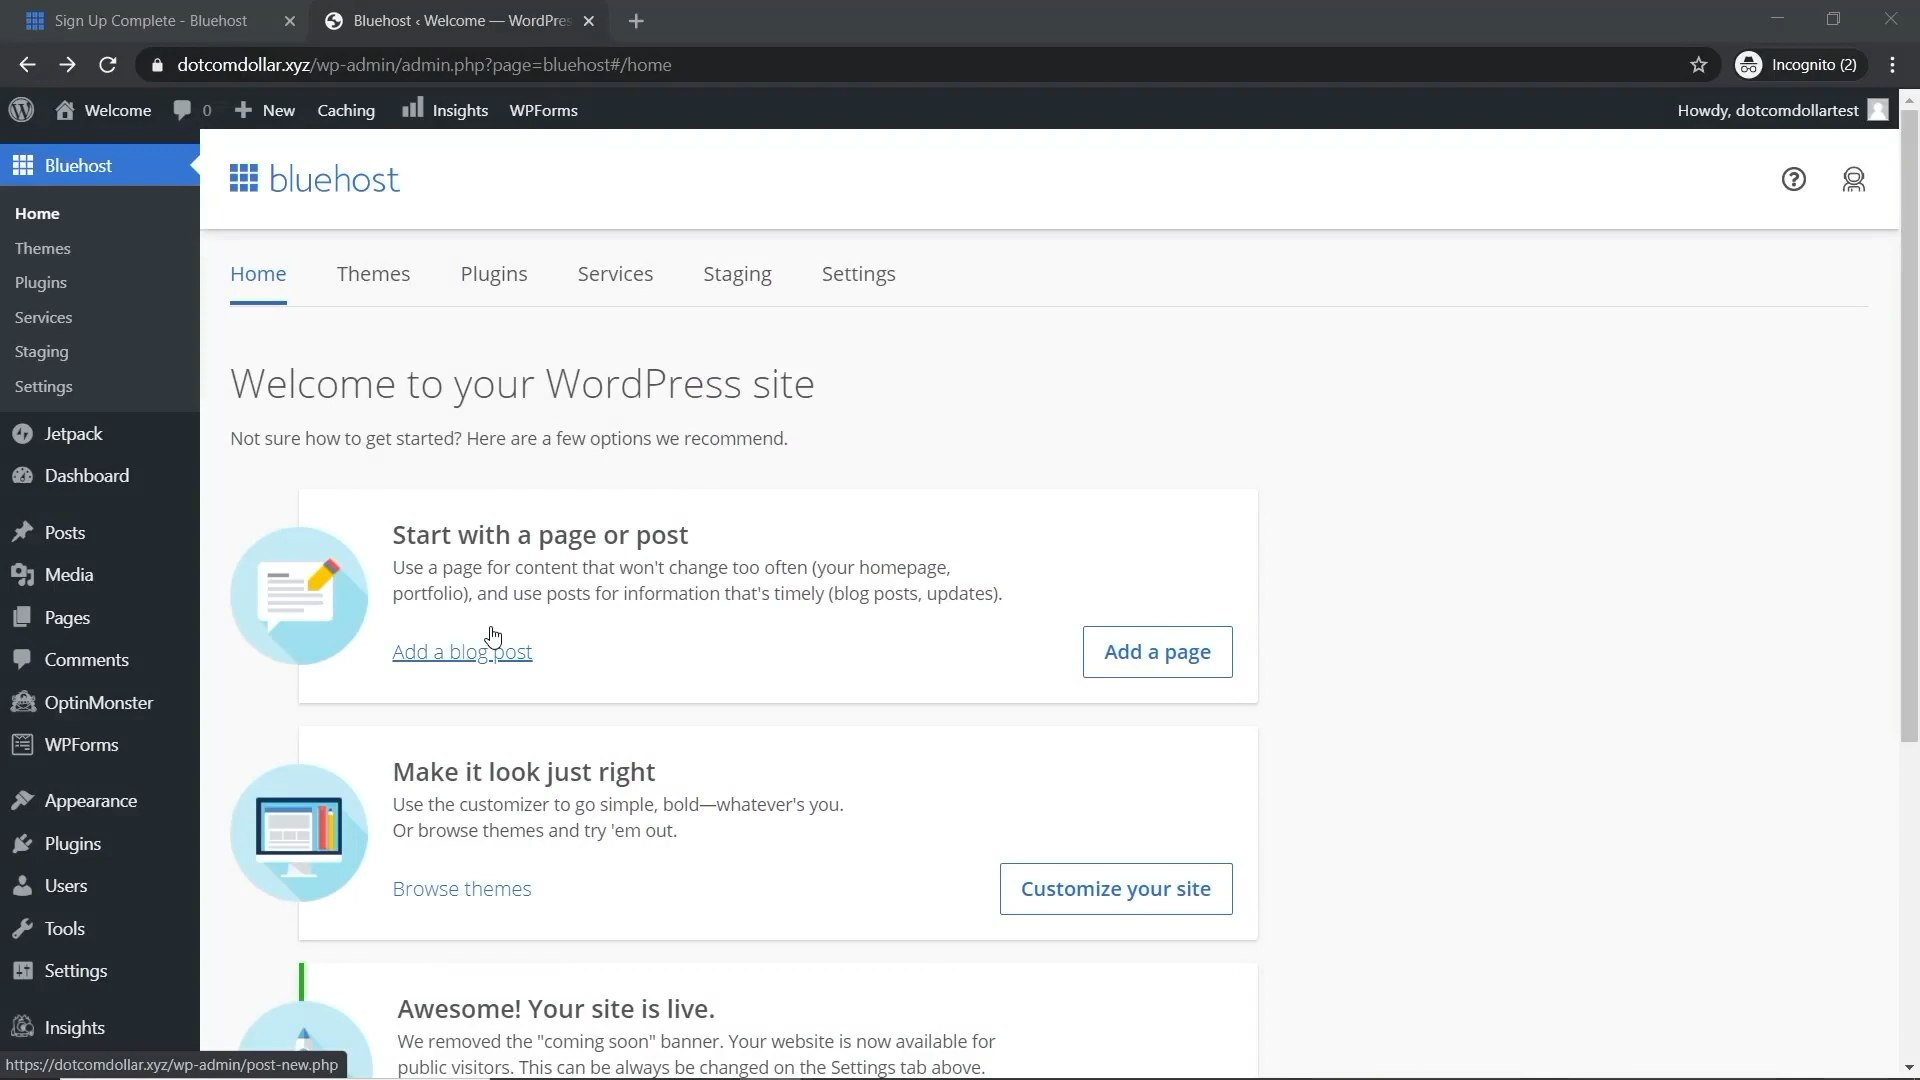 Sign Up Complete - Bluehost
Bluehost ‹ Welcome — WordPres
dotcomdollar.xyz/wp-admin/admin.php?page=bluehost#/home
Incognito (2)
Welcome
0
New
Caching
Insights
WPForms
Howdy, dotcomdollartest
Bluehost
Home
Themes
Plugins
Services
Staging
Settings
Jetpack
Dashboard
Posts
Media
Pages
Comments
OptinMonster
WPForms
Appearance
Plugins
Users
Tools
Settings
Insights
https://dotcomdollar.xyz/wp-admin/post-new.php
bluehost
Home Themes Plugins Services Staging Settings
Welcome to your WordPress site
Not sure how to get started? Here are a few options we recommend.
Start with a page or post
Use a page for content that won't change too often (your homepage,
portfolio), and use posts for information that's timely (blog posts, updates).
Add a blog post
Add a page
Make it look just right
Use the customizer to go simple, bold—whatever's you.
Or browse themes and try 'em out.
Browse themes
Customize your site
Awesome! Your site is live.
We removed the "coming soon" banner. Your website is now available for
public visitors. This can be always be changed on the Settings tab above.